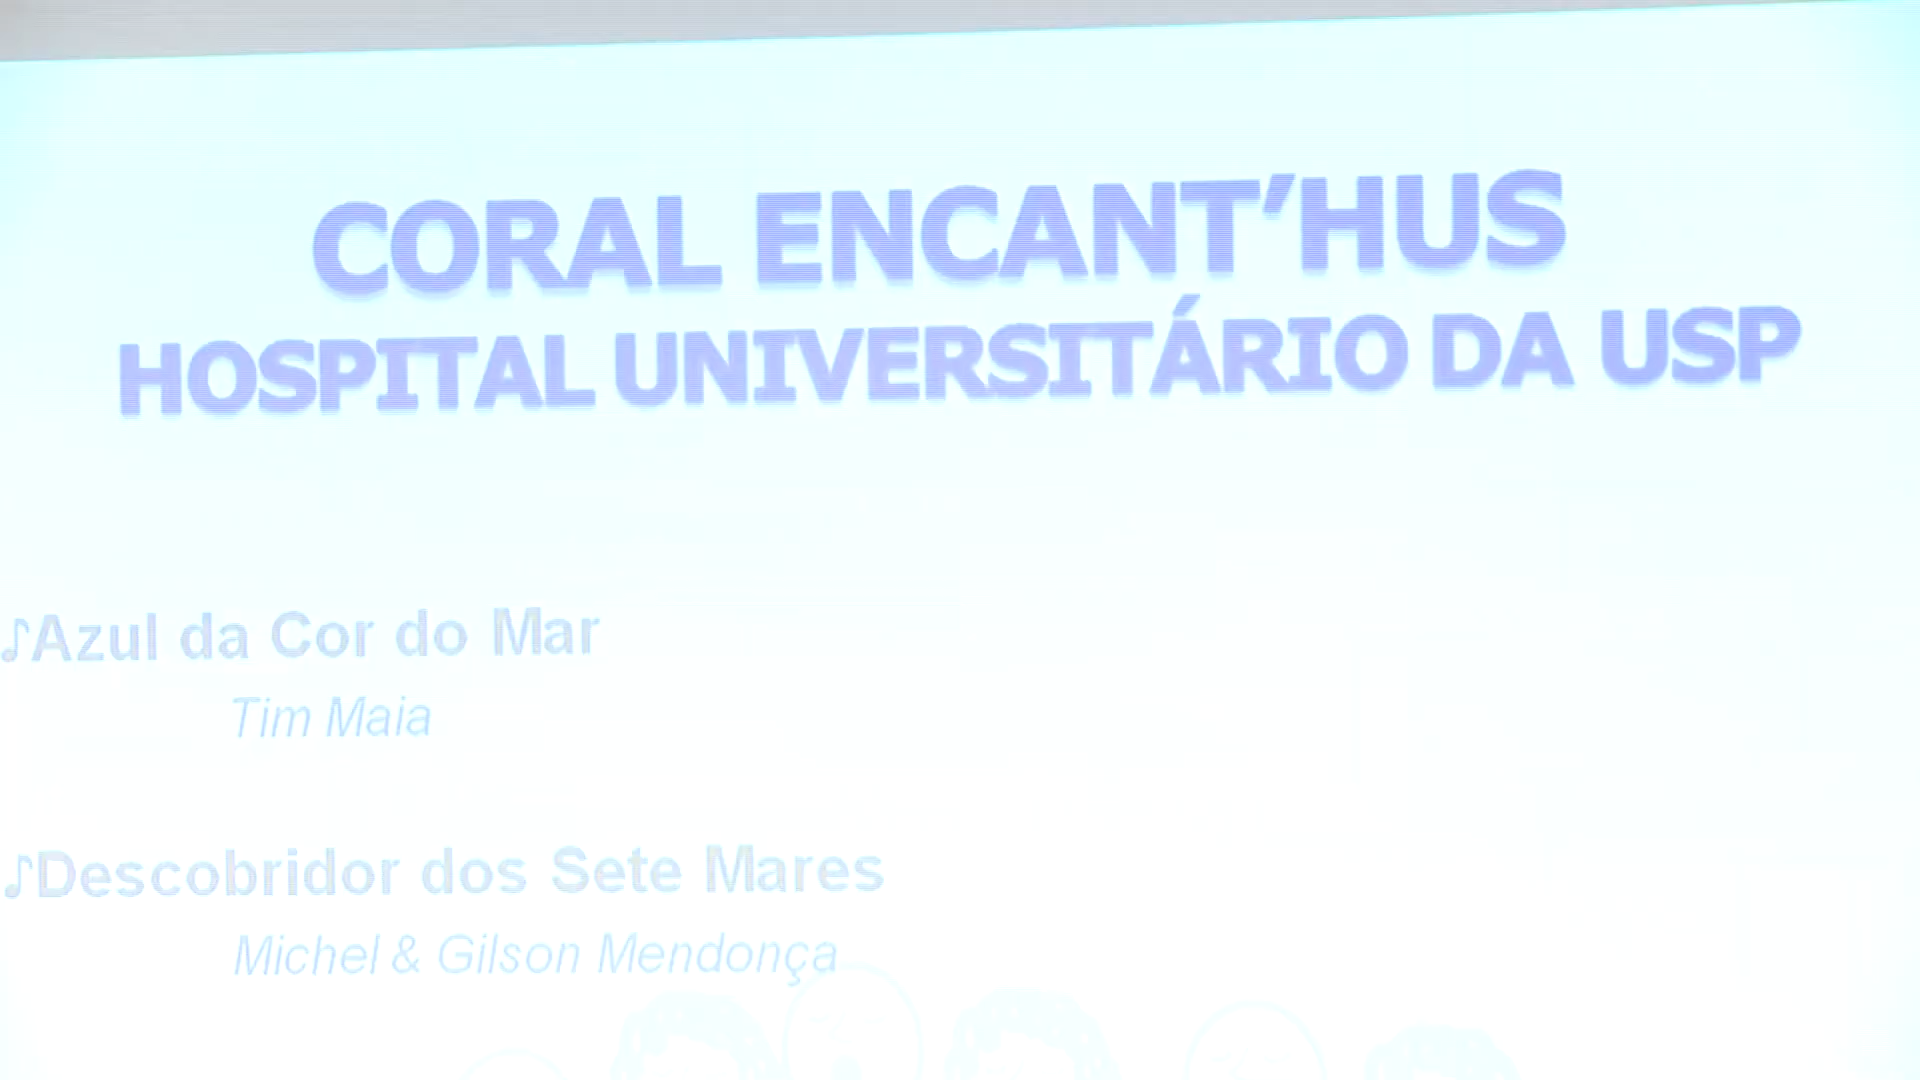 CORAL ENCANT'HUS
HOSPITAL UNIVERSITÁRIO DA USP
♪Azul da Cor do Mar
Tim Maia
♪Descobridor dos Sete Mares
Michel & Gilson Mendonça